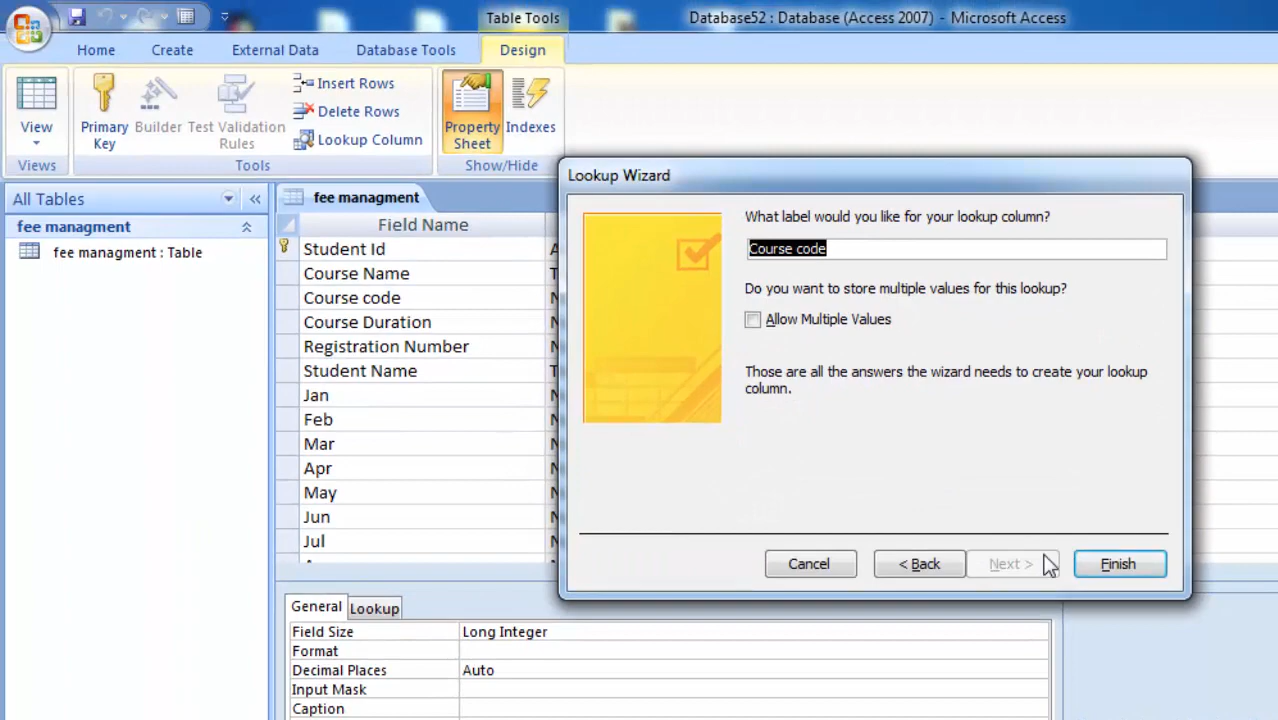 Table Tools
Database52 : Database (Access 2007) - Microsoft Access
Home
Create
External Data
Database Tools
Design
View
Primary Key
Builder
Test Validation Rules
Insert Rows
Delete Rows
Lookup Column
Property Sheet
Indexes
Views
Tools
Show/Hide
All Tables
fee managment
fee managment : Table
fee managment
Field Name
Student Id
Course Name
Course code
Course Duration
Registration Number
Student Name
Jan
Feb
Mar
Apr
May
Jun
Jul
Lookup Wizard
What label would you like for your lookup column?
Course code
Do you want to store multiple values for this lookup?
Allow Multiple Values
Those are all the answers the wizard needs to create your lookup
column.
Cancel
< Back
Next >
Finish
General
Lookup
Field Size Long Integer
Format
Decimal Places Auto
Input Mask
Caption